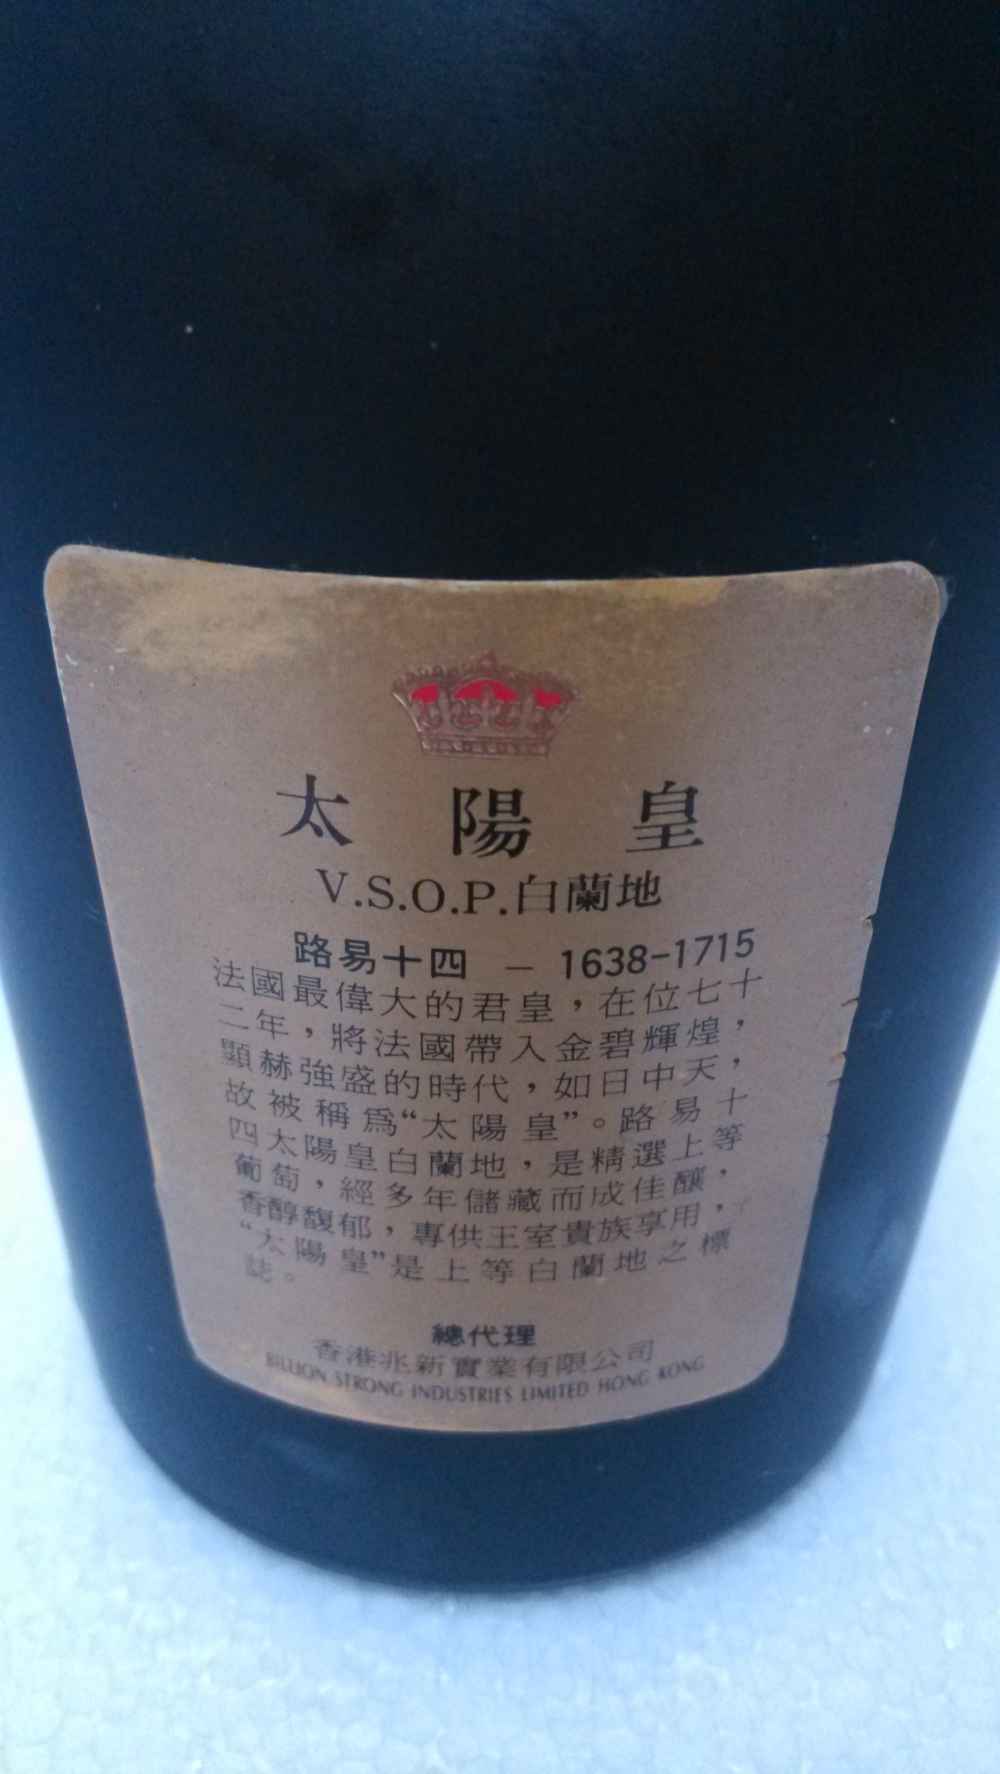 太陽皇
V.S.O.P.白蘭地
路易十四 — 1638-1715
法國最偉大的君皇，在位七十
二年，將法國帶入金碧輝煌，
顯赫強盛的時代，如日中天，
故被稱爲“太陽皇”。路易十
四太陽皇白蘭地，是精選上等
葡萄，經多年儲藏而成佳釀，
香醇馥郁，專供王室貴族享用，
“太陽皇”是上等白蘭地之標
誌。
總代理
香港兆新實業有限公司
BILLION STRONG INDUSTRIES LIMITED HONG KONG